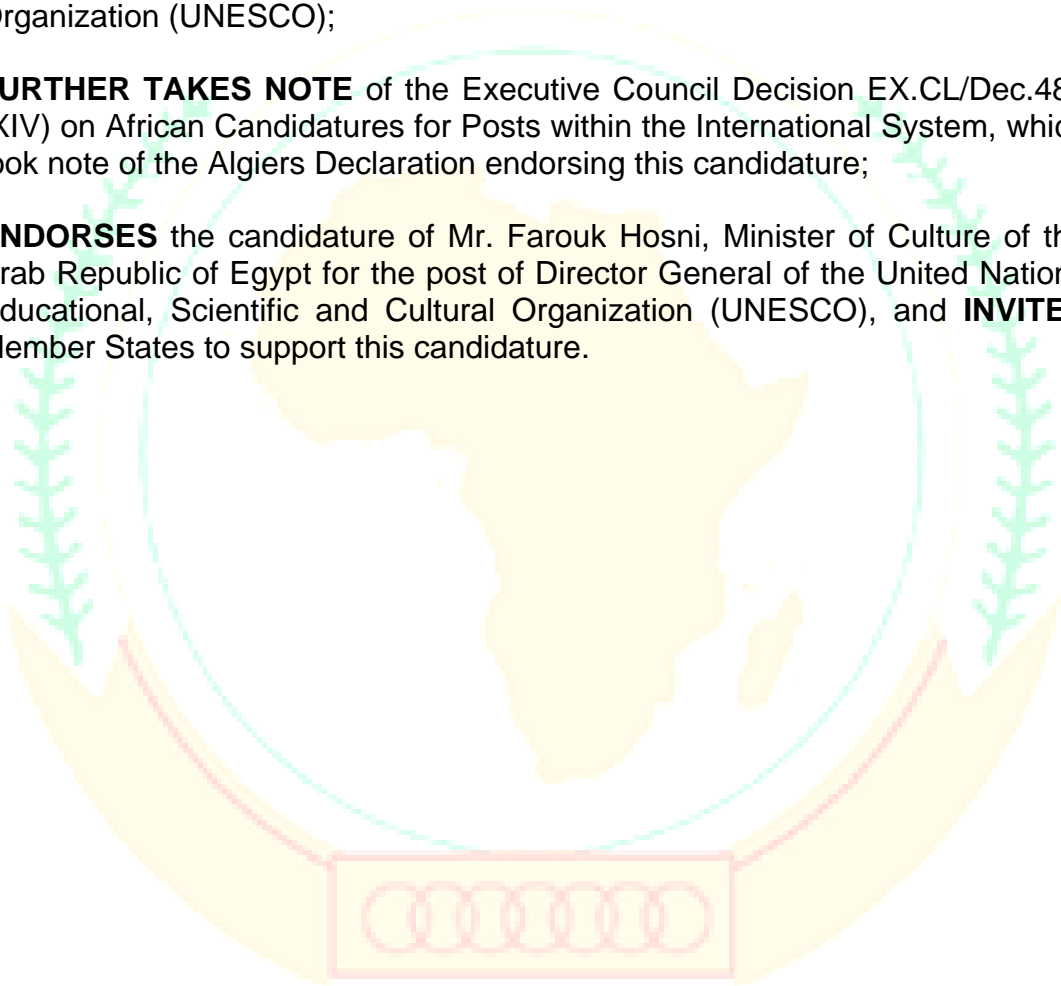 rganization (UNESCO);
URTHER TAKES NOTE of the Executive Council Decision EX.CL/Dec.48
XIV) on African Candidatures for Posts within the International System, whic
ook note of the Algiers Declaration endorsing this candidature;
NDORSES the candidature of Mr. Farouk Hosni, Minister of Culture of th
rab Republic of Egypt for the post of Director General of the United Nation
ducational, Scientific and Cultural Organization (UNESCO), and INVITE
ember States to support this candidature.